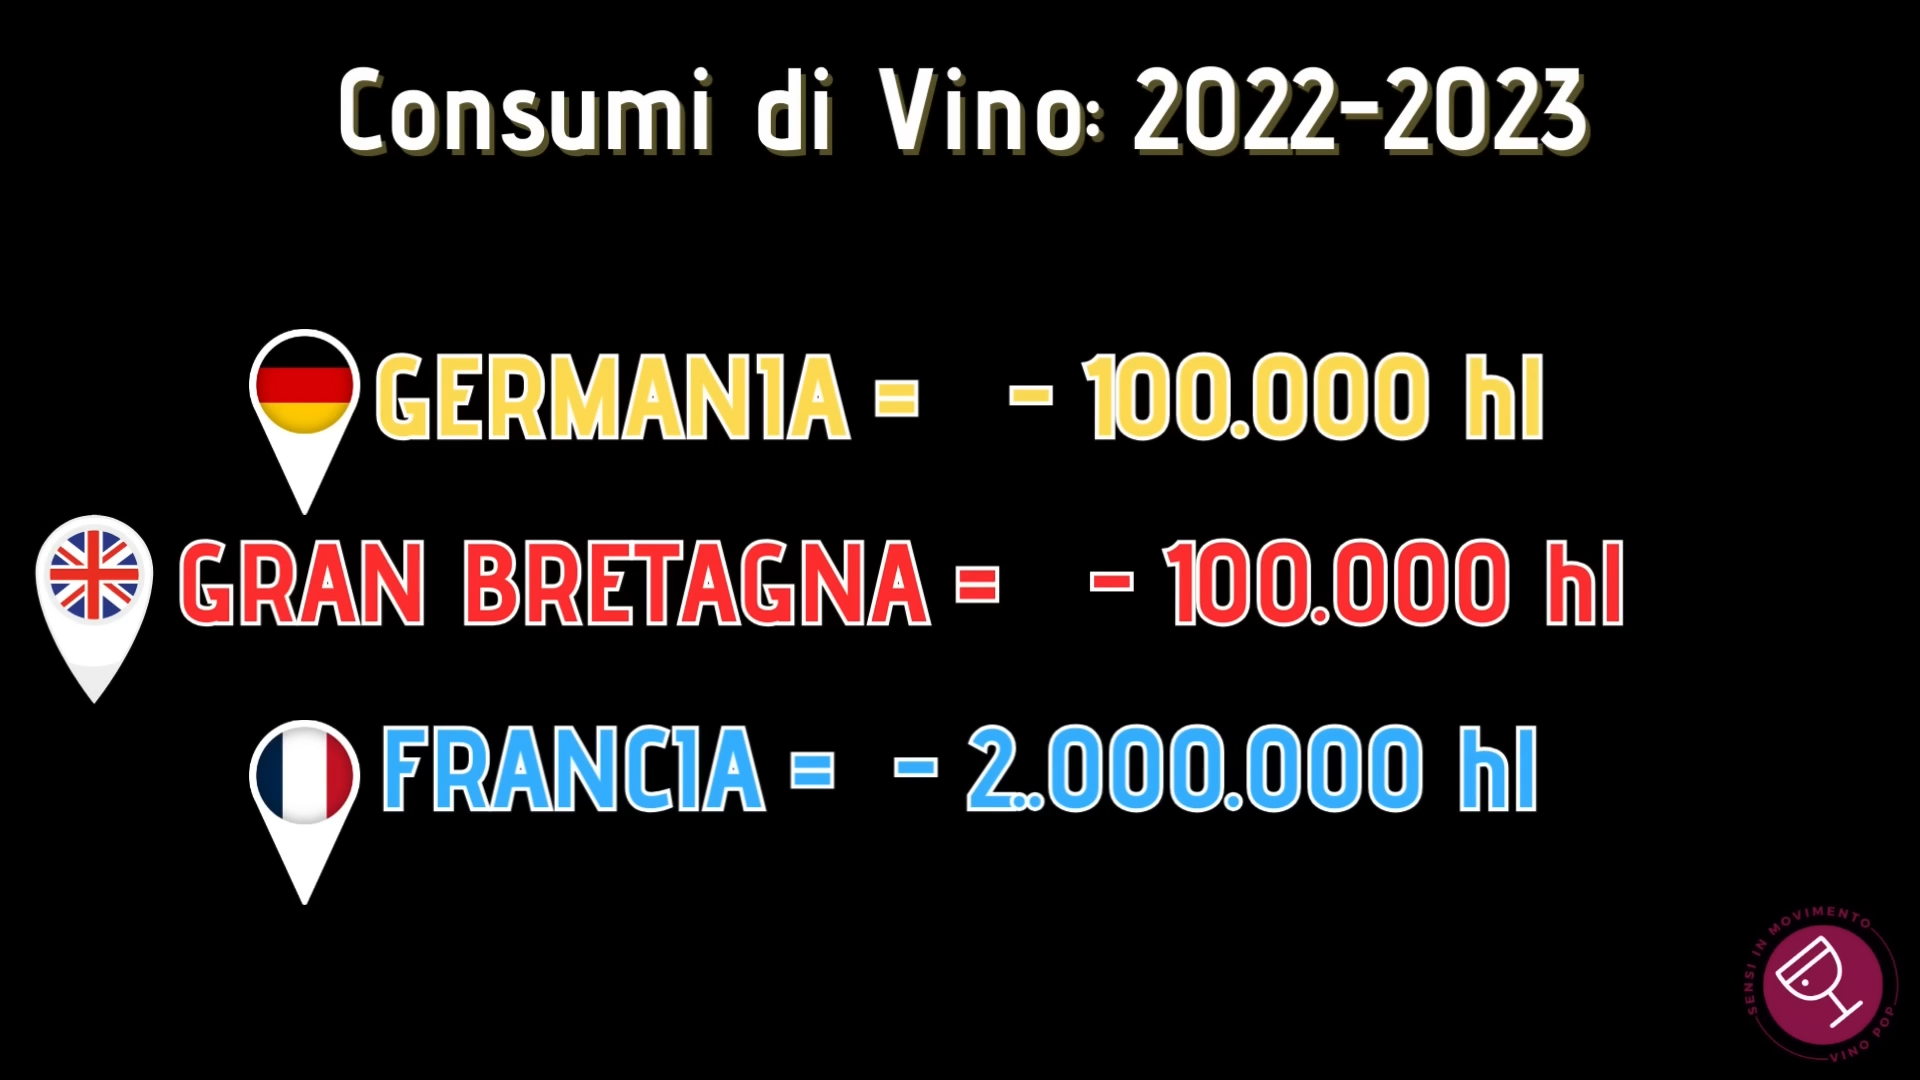 Consumi di Vino: 2022-2023
GERMANIA = - 100.000 hl
GRAN BRETAGNA = - 100.000 hl
FRANCIA = - 2..000.000 hl
SENSI IN MOVIMENTO
VINO POP